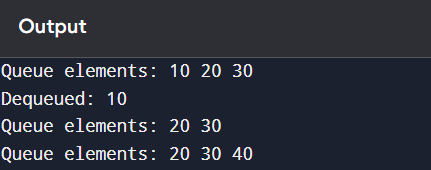 Output
Queue elements: 10 20 30
Dequeued: 10
Queue elements: 20 30
Queue elements: 20 30 40